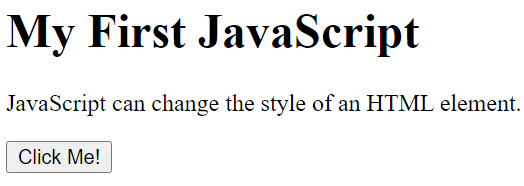 My First JavaScript
JavaScript can change the style of an HTML element.
Click Me!